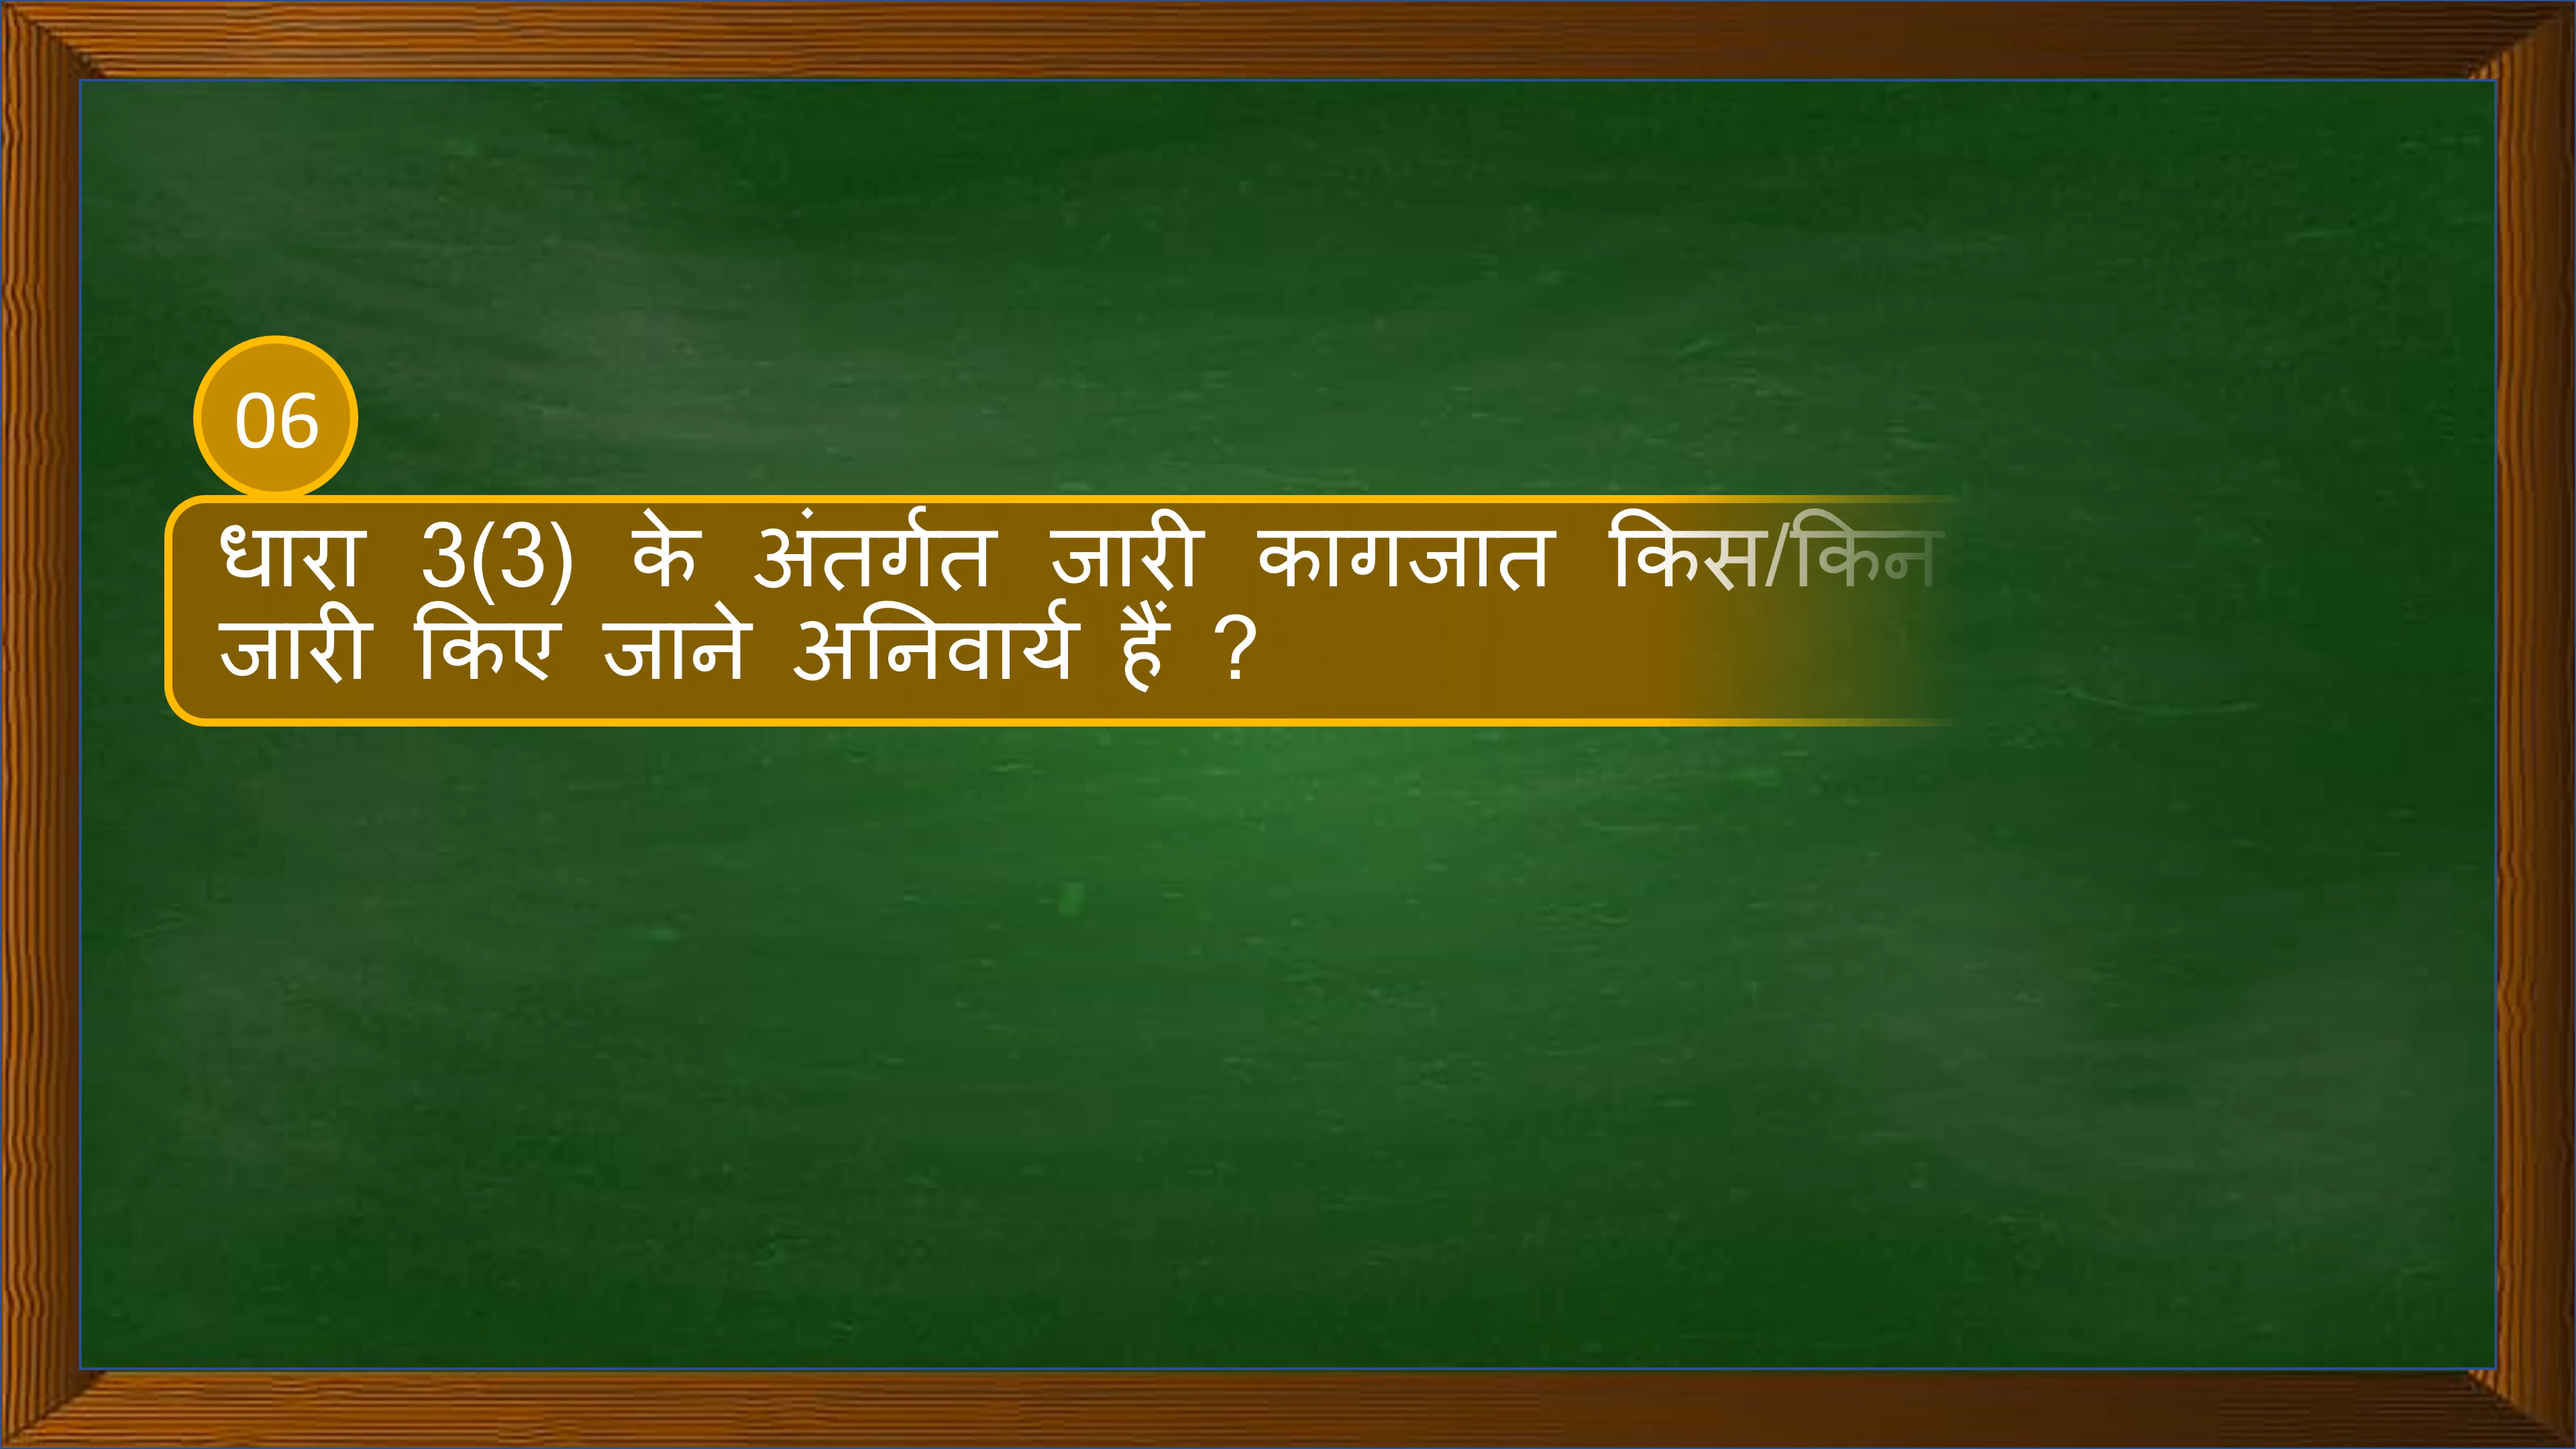 06
धारा 3(3) के अंतर्गत जारी कागजात किस/किन
जारी किए जाने अनिवार्य हैं ?